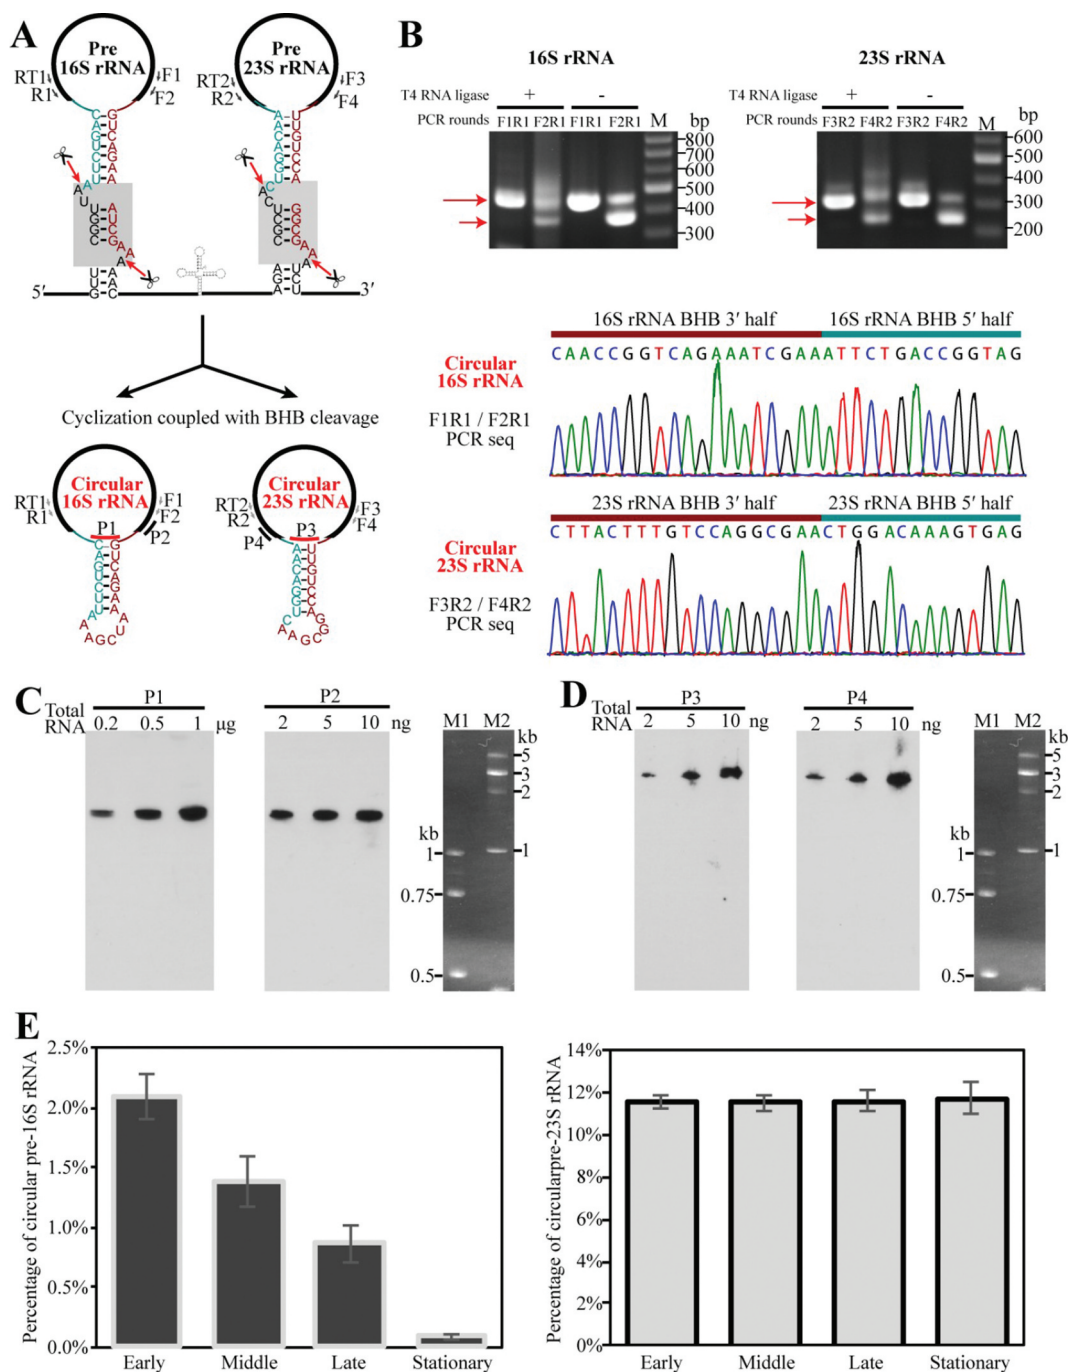 A
Pre
16S rRNA
RT1
R1
F1
F2
Pre
23S rRNA
RT2
R2
F3
F4
5′
3′
Cyclization coupled with BHB cleavage
Circular
16S rRNA
RT1
R1
F1
F2
P1
P2
Circular
23S rRNA
RT2
R2
F3
F4
P3
P4
B
16S rRNA
T4 RNA ligase + -
PCR rounds F1R1 F2R1 F1R1 F2R1 M bp
800
700
600
500
400
300
23S rRNA
T4 RNA ligase + -
PCR rounds F3R2 F4R2 F3R2 F4R2 M bp
600
500
400
300
200
16S rRNA BHB 3′ half 16S rRNA BHB 5′ half
CAACCGGTCAGAAATCGAAATTCTGACCGGTAG
Circular
16S rRNA
F1R1 / F2R1
PCR seq
23S rRNA BHB 3′ half 23S rRNA BHB 5′ half
CTTACTTTGTCCAGGCGAACTGGACAAAGTGAG
Circular
23S rRNA
F3R2 / F4R2
PCR seq
C
P1 P2
Total
RNA 0.2 0.5 1 μg 2 5 10 ng M1 M2
kb
5
3
2
1
kb
1
0.75
0.5
D
P3 P4
Total
RNA 2 5 10 ng 2 5 10 ng M1 M2
kb
5
3
2
1
kb
1
0.75
0.5
E
Percentage of circular pre-16S rRNA
2.5%
2.0%
1.5%
1.0%
0.5%
0.0%
Early Middle Late Stationary
Percentage of circularpre-23S rRNA
14%
12%
10%
8%
6%
4%
2%
0%
Early Middle Late Stationary